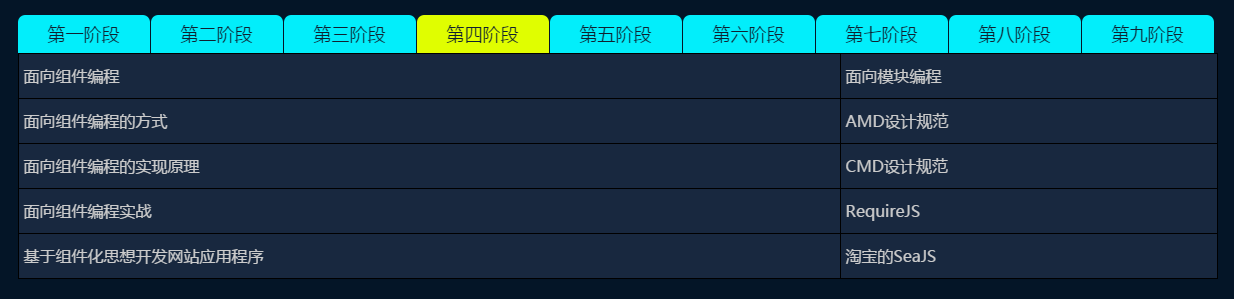 第一阶段 第二阶段 第三阶段 第四阶段 第五阶段 第六阶段 第七阶段 第八阶段 第九阶段
面向组件编程 面向模块编程
面向组件编程的方式 AMD设计规范
面向组件编程的实现原理 CMD设计规范
面向组件编程实战 RequireJS
基于组件化思想开发网站应用程序 淘宝的SeaJS